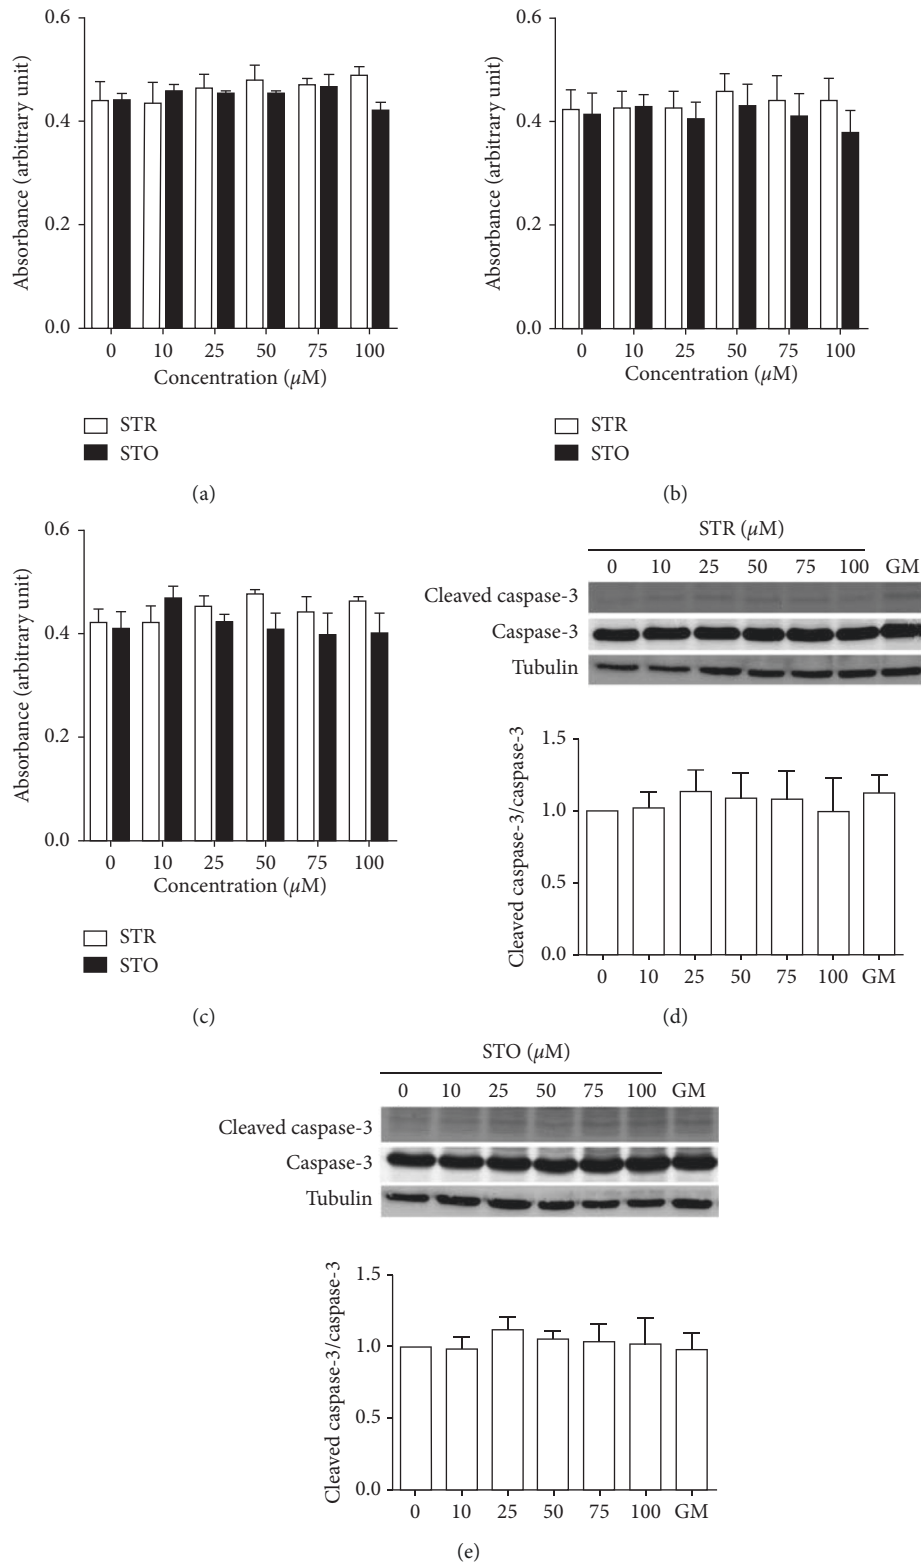 0.6
0.4
0.2
0.0
Absorbance (arbitrary unit)
0 10 25 50 75 100
Concentration (μM)
STR
STO
(a)
0.6
0.4
0.2
0.0
Absorbance (arbitrary unit)
0 10 25 50 75 100
Concentration (μM)
STR
STO
(b)
0.6
0.4
0.2
0.0
Absorbance (arbitrary unit)
0 10 25 50 75 100
Concentration (μM)
STR
STO
(c)
STR (μM)
0 10 25 50 75 100 GM
Cleaved caspase-3
Caspase-3
Tubulin
1.5
1.0
0.5
0.0
Cleaved caspase-3/caspase-3
0 10 25 50 75 100 GM
(d)
STO (μM)
0 10 25 50 75 100 GM
Cleaved caspase-3
Caspase-3
Tubulin
1.5
1.0
0.5
0.0
Cleaved caspase-3/caspase-3
0 10 25 50 75 100 GM
(e)